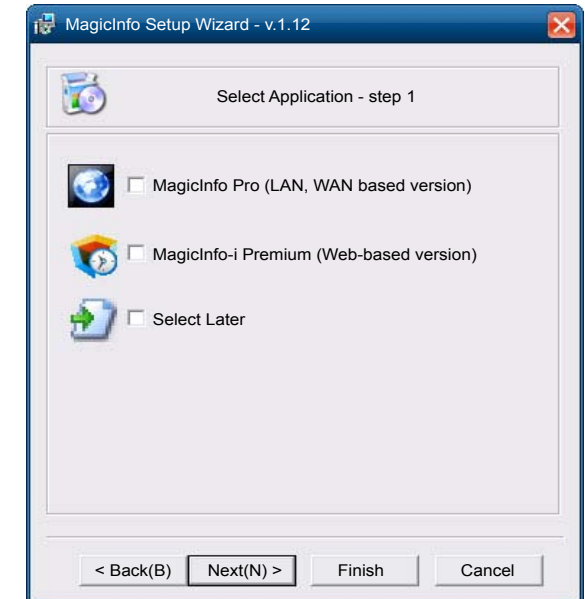 MagicInfo Setup Wizard - v.1.12
Select Application - step 1
MagicInfo Pro (LAN, WAN based version)
MagicInfo-i Premium (Web-based version)
Select Later
< Back(B) Next(N) > Finish Cancel